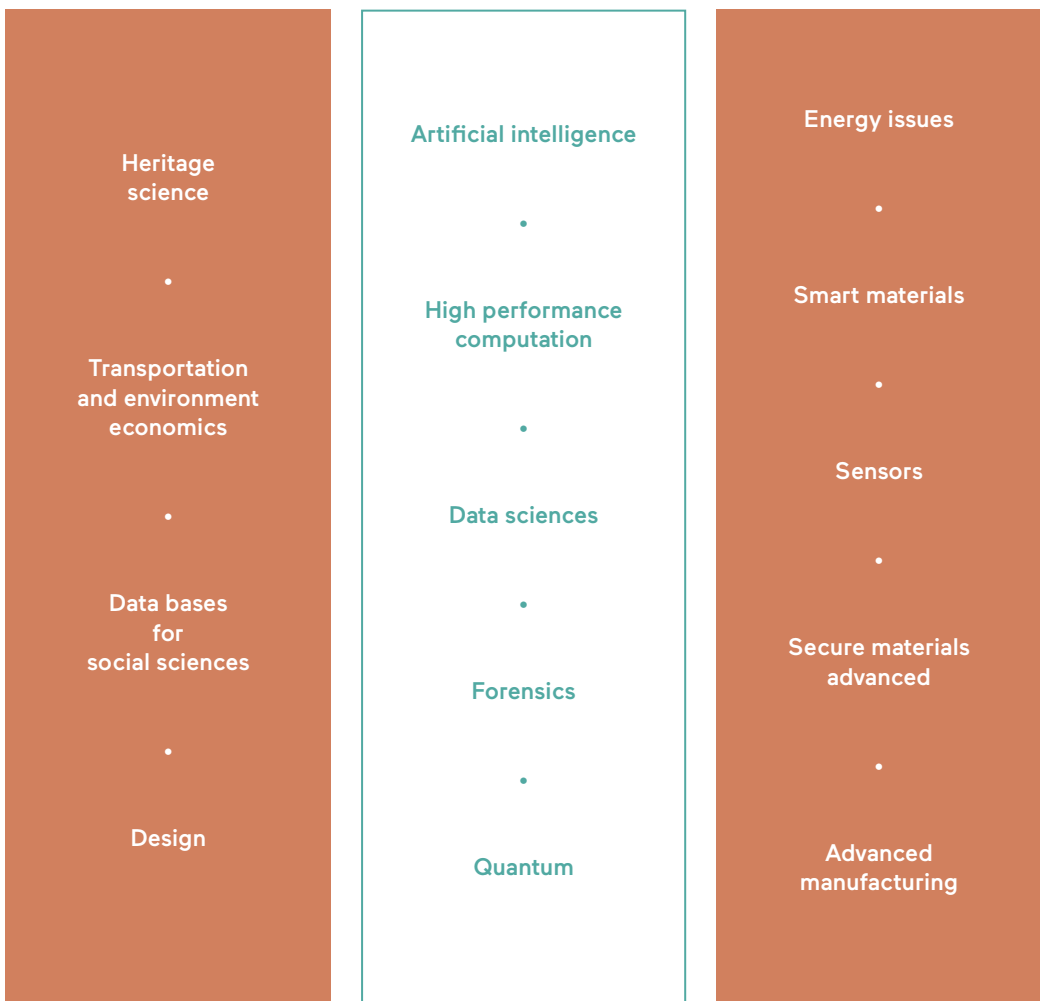 Heritage
science
•
Transportation
and environment
economics
•
Data bases
for
social sciences
•
Design
Artificial intelligence
•
High performance
computation
•
Data sciences
•
Forensics
•
Quantum
Energy issues
•
Smart materials
•
Sensors
•
Secure materials
advanced
•
Advanced
manufacturing